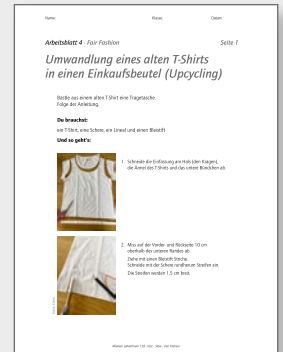 Name: Klasse: Datum:
Arbeitsblatt 4 · Fair Fashion Seite 1
Umwandlung eines alten T-Shirts
in einen Einkaufsbeutel (Upcycling)
Bastle aus einem alten T-Shirt eine Tragetasche.
Folge der Anleitung.
Du brauchst:
ein T-Shirt, eine Schere, ein Lineal und einen Bleistift
Und so geht's:
1. Schneide die Einfassung am Hals (den Kragen),
die Ärmel des T-Shirts und das untere Bündchen ab.
2. Miss auf der Vorder- und Rückseite 10 cm
oberhalb des unteren Randes ab.
Ziehe mit einem Bleistift Striche.
Schneide mit der Schere rundherum Streifen ein.
Die Streifen werden 1,5 cm breit.